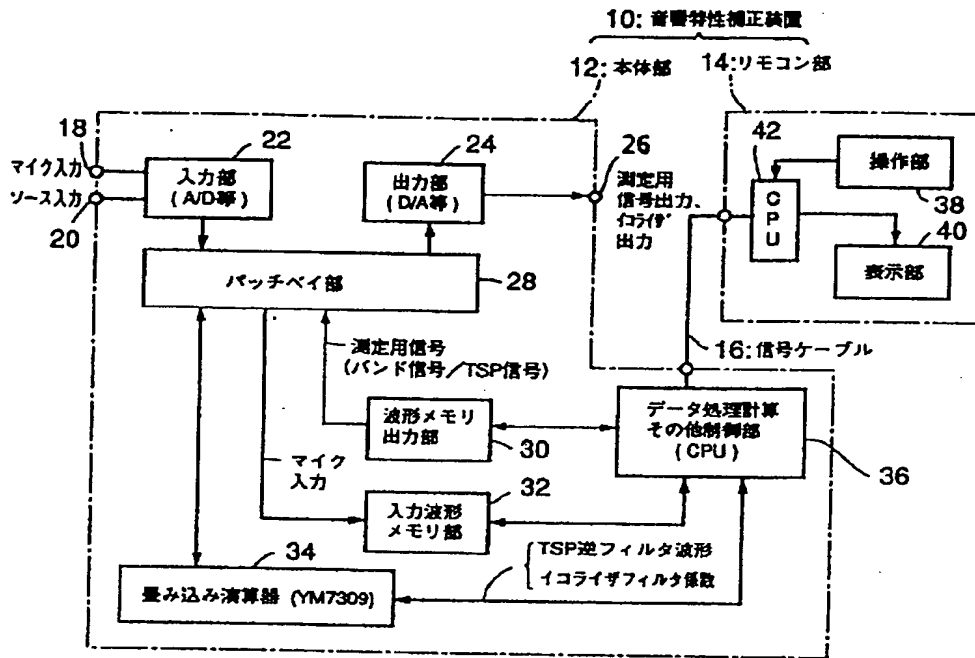 10: 音響特性補正装置
12: 本体部
14: リモコン部
18
22
24
26
42
マイク入力
ソース入力
20
入力部
(A/D等)
出力部
(D/A等)
測定用
信号出力、
イコライザ
出力
CPU
操作部
38
40
表示部
パッチベイ部
28
測定用信号
(バンド信号/TSP信号)
16: 信号ケーブル
波形メモリ
出力部
30
データ処理計算
その他制御部
(CPU)
36
マイク
入力
32
入力波形
メモリ部
34
TSP逆フィルタ波形
イコライザフィルタ係数
畳み込み演算器 (YM7309)